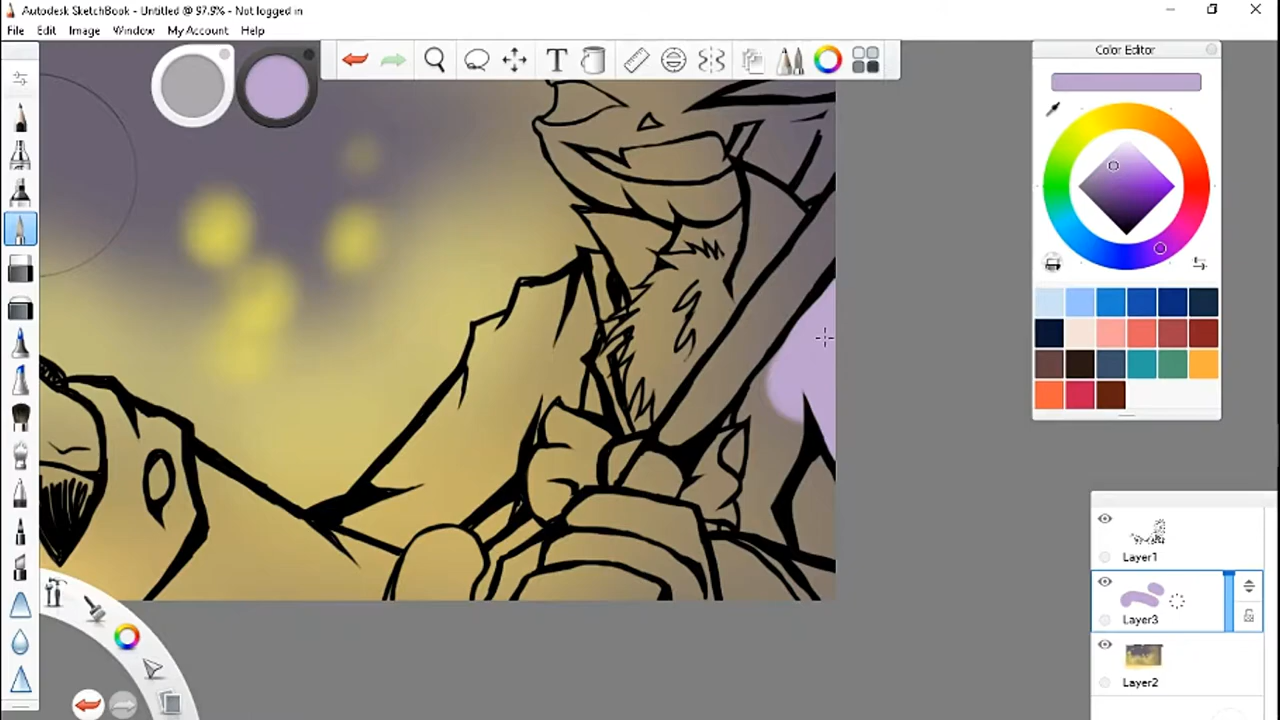 Autodesk SketchBook - Untitled @ 97.9% - Not logged in
File Edit Image Window My Account Help
T
Color Editor
Layer1
Layer3
Layer2